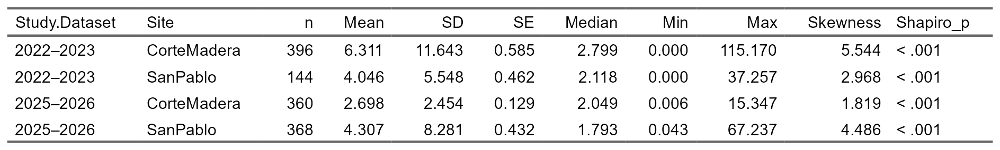 Study.Dataset Site n Mean SD SE Median Min Max Skewness Shapiro_p
2022–2023 CorteMadera 396 6.311 11.643 0.585 2.799 0.000 115.170 5.544 < .001
2022–2023 SanPablo 144 4.046 5.548 0.462 2.118 0.000 37.257 2.968 < .001
2025–2026 CorteMadera 360 2.698 2.454 0.129 2.049 0.006 15.347 1.819 < .001
2025–2026 SanPablo 368 4.307 8.281 0.432 1.793 0.043 67.237 4.486 < .001